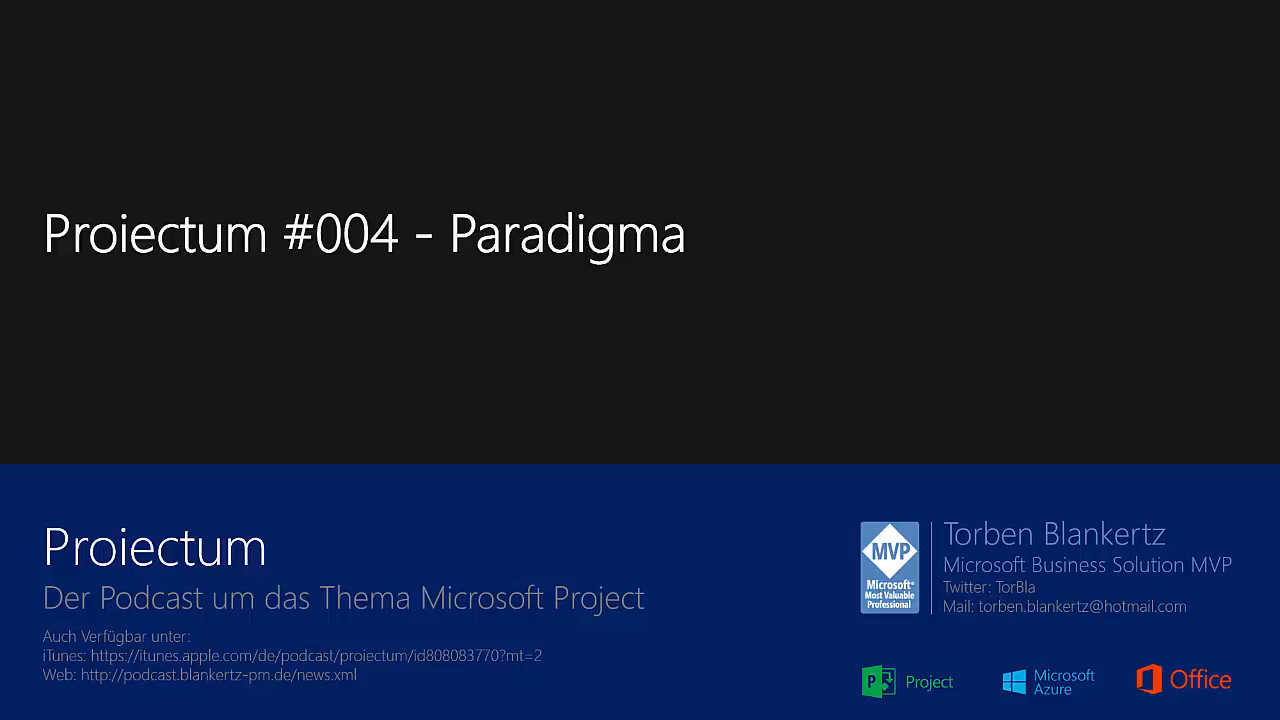 Proiectum #004 - Paradigma
Proiectum
Der Podcast um das Thema Microsoft Project
Auch Verfügbar unter:
iTunes: https://itunes.apple.com/de/podcast/proiectum/id808083770?mt=2
Web: http://podcast.blankertz-pm.de/news.xml
MVP
Microsoft®
Most Valuable
Professional
Torben Blankertz
Microsoft Business Solution MVP
Twitter: TorBla
Mail: torben.blankertz@hotmail.com
P
Project
Microsoft
Azure
Office